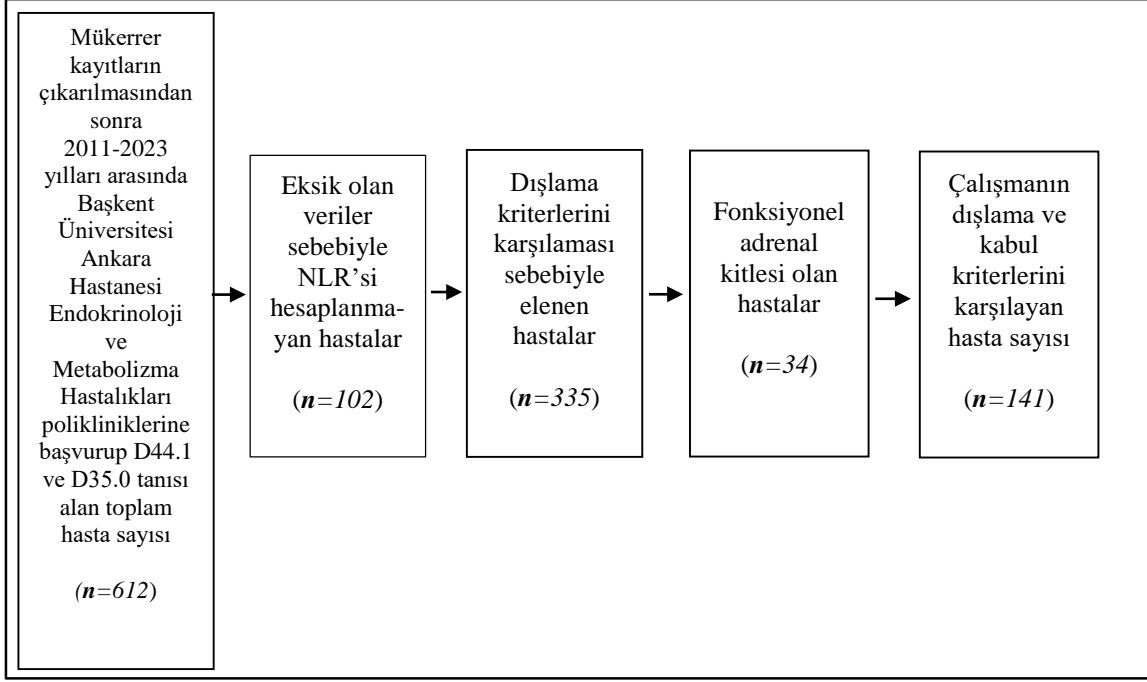 Mükerrer
kayıtların
çıkarılmasından
sonra
2011-2023
yılları arasında
Başkent
Üniversitesi
Ankara
Hastanesi
Endokrinoloji
ve
Metabolizma
Hastalıkları
polikliniklerine
başvurup D44.1
ve D35.0 tanısı
alan toplam
hasta sayısı
(n=612)
Eksik olan
veriler
sebebiyle
NLR’si
hesaplanma-
yan hastalar
(n=102)
Dışlama
kriterlerini
karşılaması
sebebiyle
elenen
hastalar
(n=335)
Fonksiyonel
adrenal
kitlesi olan
hastalar
(n=34)
Çalışmanın
dışlama ve
kabul
kriterlerini
karşılayan
hasta sayısı
(n=141)